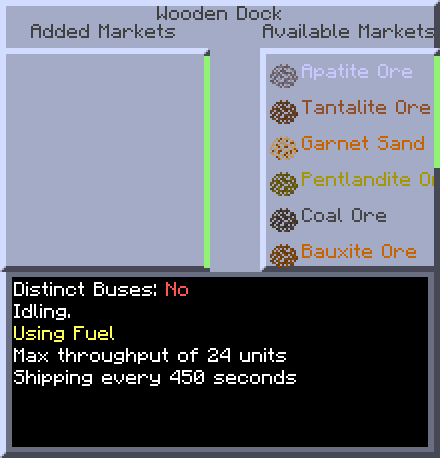 Wooden Dock
Added Markets
Available Markets
Apatite Ore
Tantalite Ore
Garnet Sand
Pentlandite
Coal Ore
Bauxite Ore
Distinct Buses: No
Idling.
Using Fuel
Max throughput of 24 units
Shipping every 450 seconds